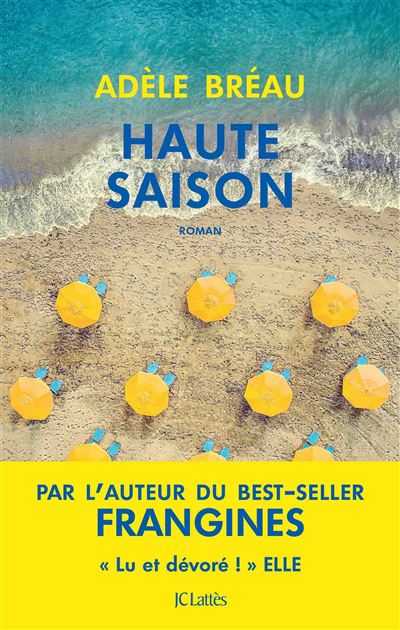 ADÈLE BRÉAU
HAUTE
SAISON
ROMAN
PAR L'AUTEUR DU BEST-SELLER
FRANGINES
« Lu et dévoré ! » ELLE
JC Lattès